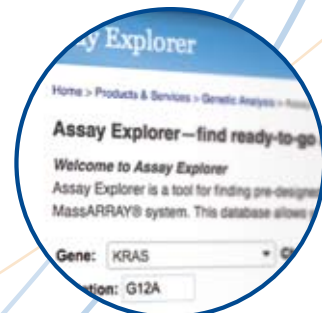 Explorer
Home > Products & Services > Genetic Analysis >
Assay Explorer—find ready-to-go
Welcome to Assay Explorer
Assay Explorer is a tool for finding pre-designed
MassARRAY® system. This database allows
Gene: KRAS
G12A